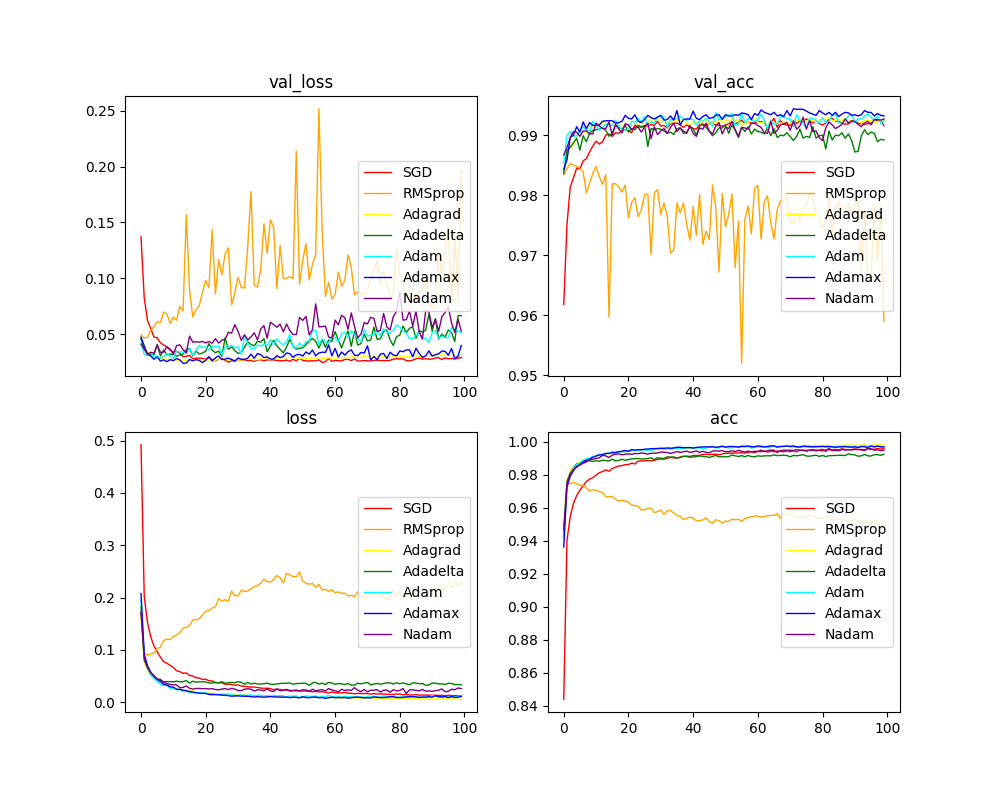 val_loss
0.25
0.20
0.15
0.10
0.05
0 20 40 60 80 100
SGD
RMSprop
Adagrad
Adadelta
Adam
Adamax
Nadam
val_acc
0.99
0.98
0.97
0.96
0.95
0 20 40 60 80 100
SGD
RMSprop
Adagrad
Adadelta
Adam
Adamax
Nadam
loss
0.5
0.4
0.3
0.2
0.1
0.0
0 20 40 60 80 100
SGD
RMSprop
Adagrad
Adadelta
Adam
Adamax
Nadam
acc
1.00
0.98
0.96
0.94
0.92
0.90
0.88
0.86
0.84
0 20 40 60 80 100
SGD
RMSprop
Adagrad
Adadelta
Adam
Adamax
Nadam